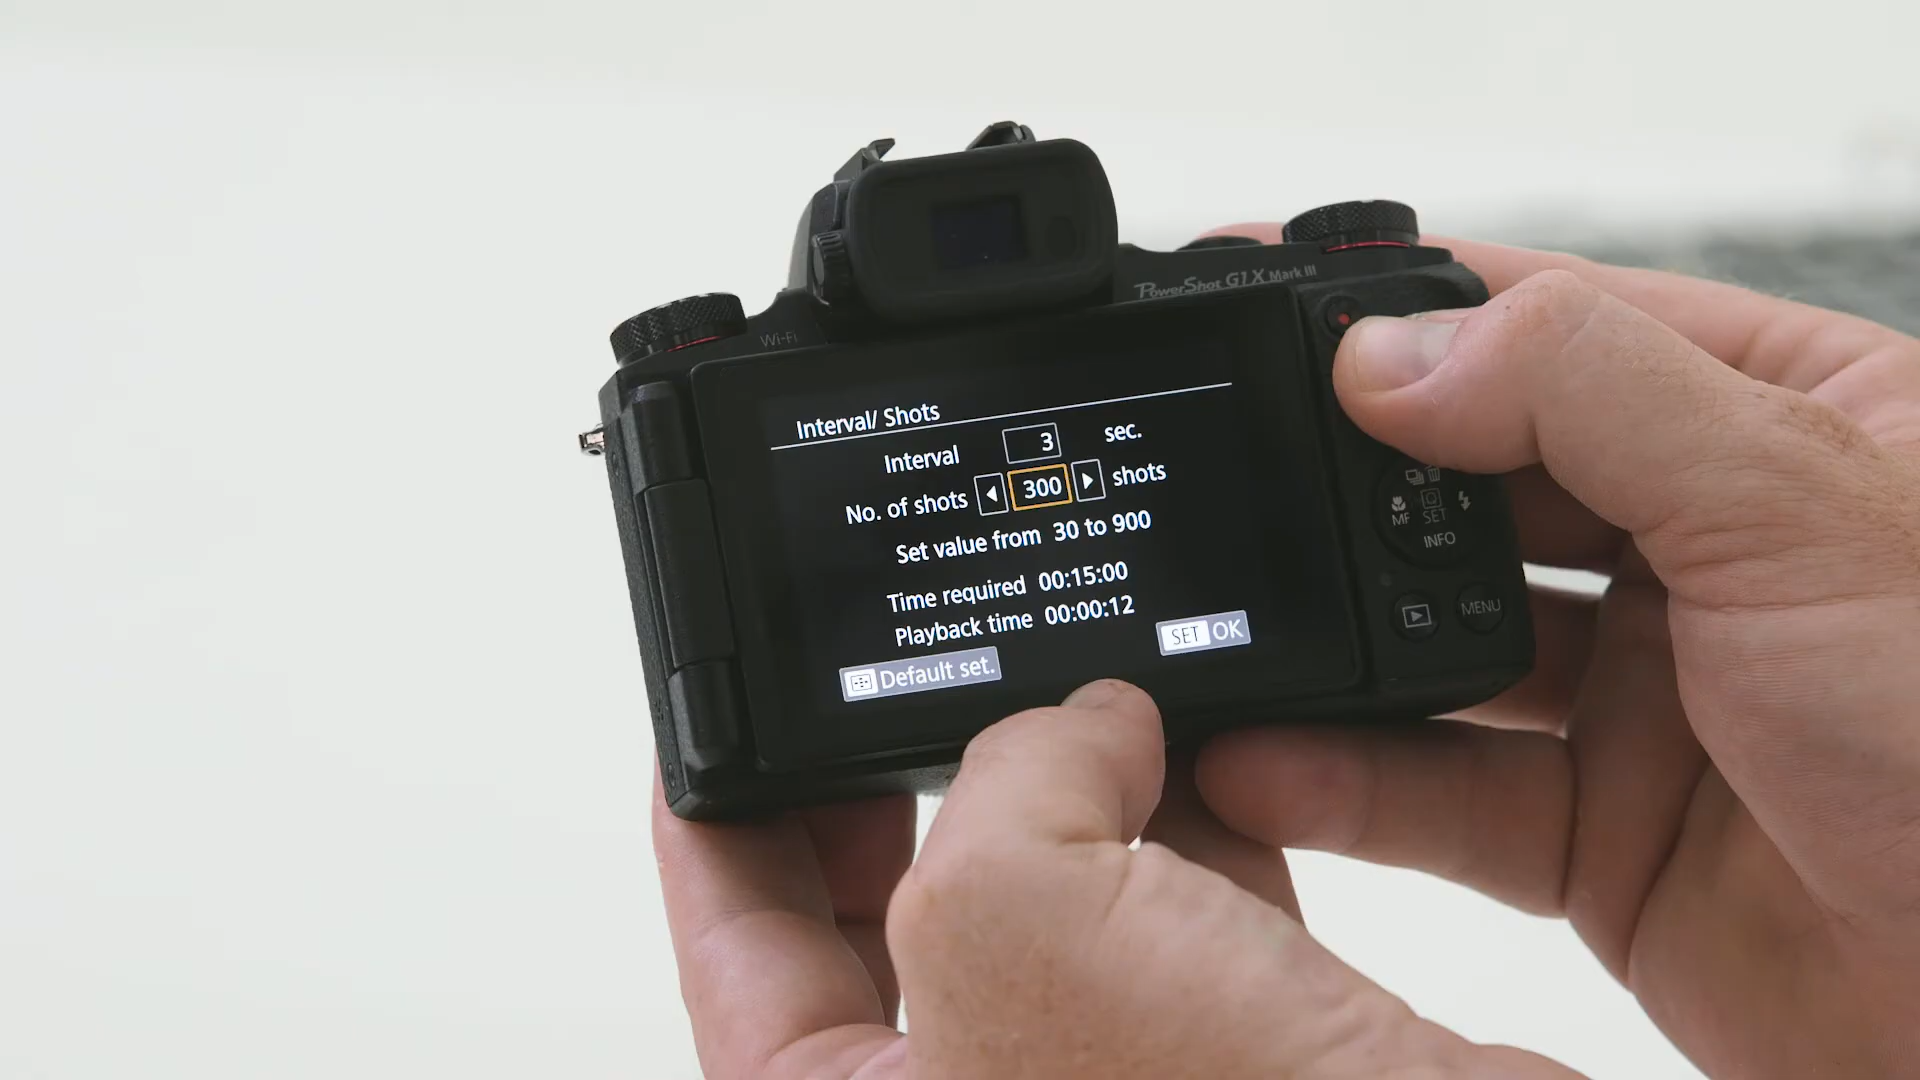 PowerShot G1 X Mark III
Wi-Fi
Interval/ Shots
Interval 3 sec.
No. of shots 300 shots
Set value from 30 to 900
Time required 00:15:00
Playback time 00:00:12
SET OK
Default set.
MF SET
INFO
MENU